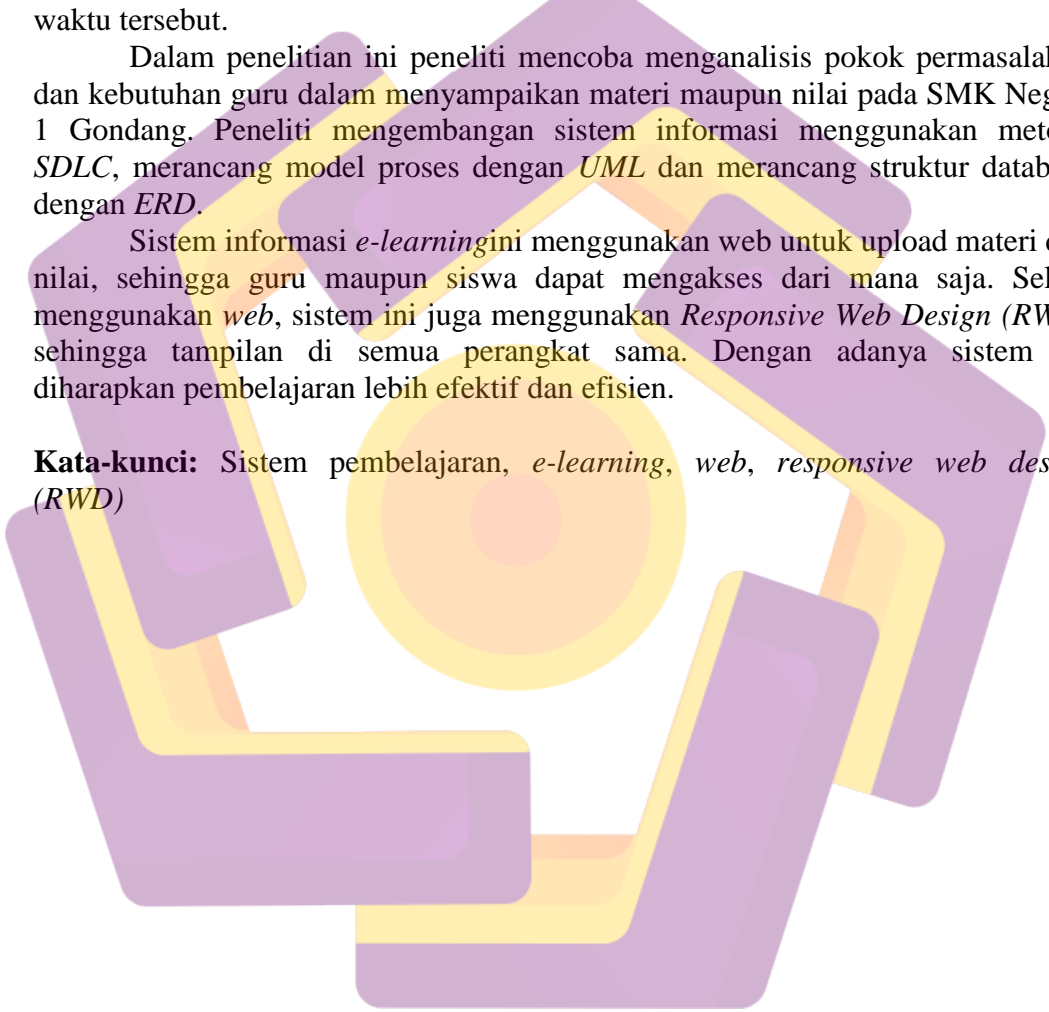 waktu tersebut.
Dalam penelitian ini peneliti mencoba menganalisis pokok permasalah
dan kebutuhan guru dalam menyampaikan materi maupun nilai pada SMK Neg
1 Gondang. Peneliti mengembangan sistem informasi menggunakan meto
SDLC, merancang model proses dengan UML dan merancang struktur datab
dengan ERD.
Sistem informasi e-learningini menggunakan web untuk upload materi d
nilai, sehingga guru maupun siswa dapat mengakses dari mana saja. Sel
menggunakan web, sistem ini juga menggunakan Responsive Web Design (RW
sehingga tampilan di semua perangkat sama. Dengan adanya sistem
diharapkan pembelajaran lebih efektif dan efisien.
Kata-kunci: Sistem pembelajaran, e-learning, web, responsive web des
(RWD)